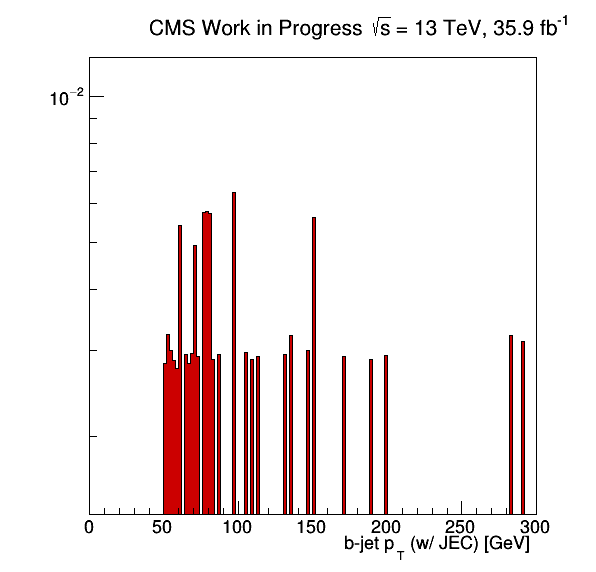 CMS Work in Progress √s = 13 TeV, 35.9 fb⁻¹
10⁻²
0 50 100 150 200 250 300
b-jet p_T (w/ JEC) [GeV]